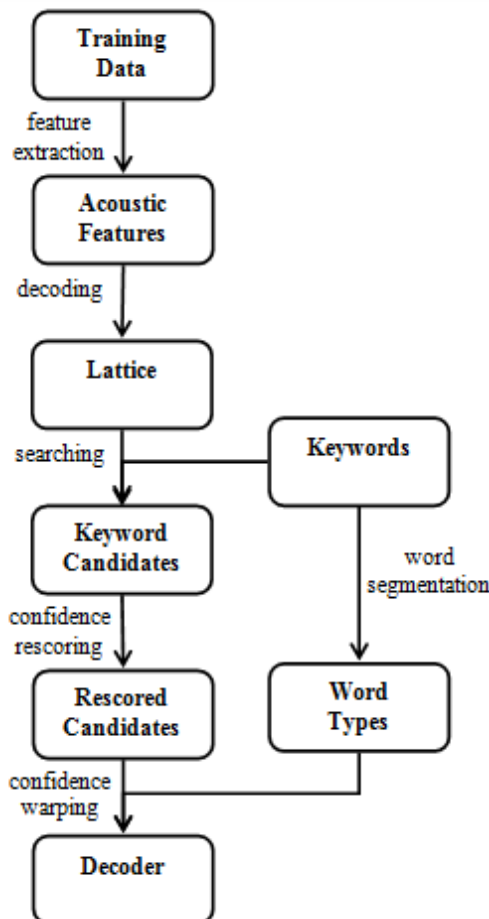 Training
Data
feature
extraction
Acoustic
Features
decoding
Lattice
searching
Keywords
Keyword
Candidates
word
segmentation
confidence
rescoring
Rescored
Candidates
Word
Types
confidence
warping
Decoder